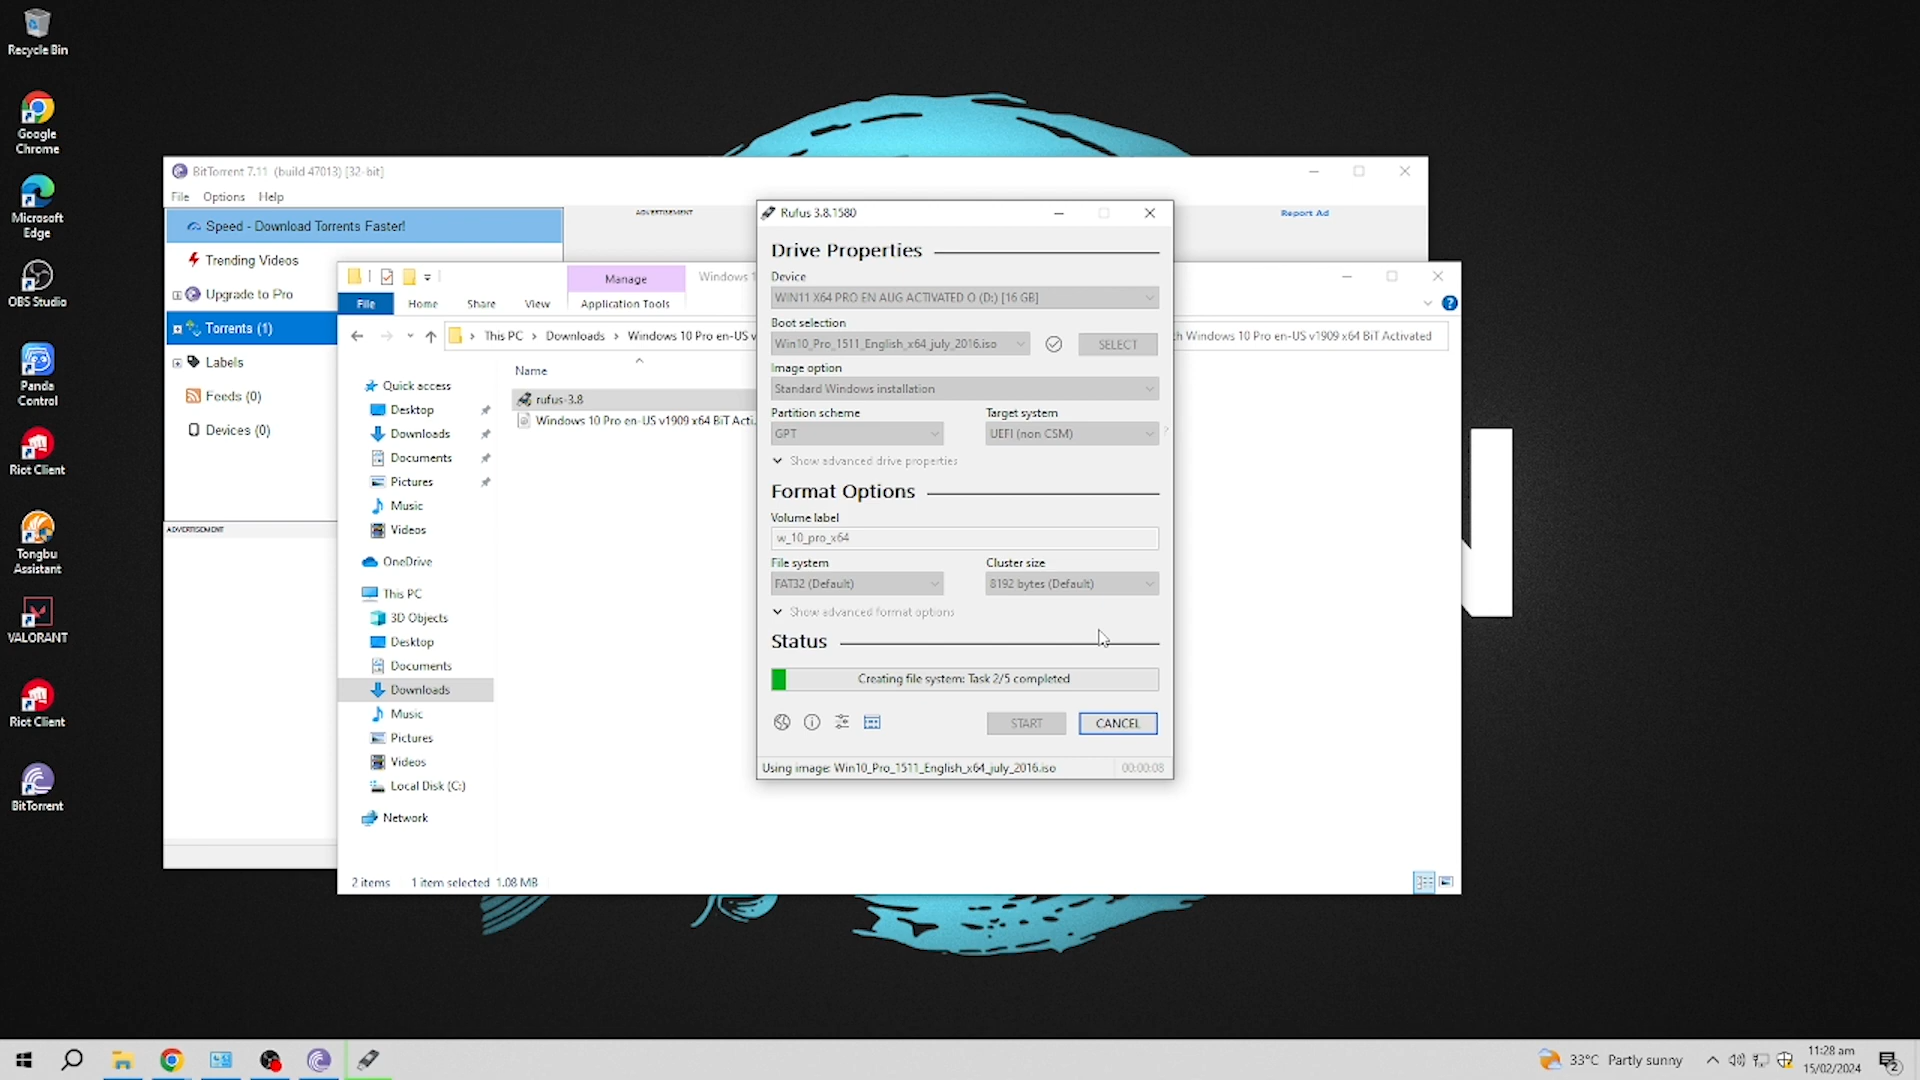 Recycle Bin
Google
Chrome
Microsoft
Edge
OBS Studio
Panda
Control
Riot Client
Tongbu
Assistant
VALORANT
Riot Client
BitTorrent
BitTorrent 7.11 (build 47013) [32-bit]
File Options Help
Speed - Download Torrents Faster!
Trending Videos
Upgrade to Pro
Torrents (1)
Labels
Feeds (0)
Devices (0)
ADVERTISEMENT
ADVERTISEMENT
Report Ad
Manage
Windows 1
File Home Share View Application Tools
This PC > Downloads > Windows 10 Pro en-US v
h Windows 10 Pro en-US v1909 x64 BiT Activated
Quick access
Desktop
Downloads
Documents
Pictures
Music
Videos
OneDrive
This PC
3D Objects
Desktop
Documents
Downloads
Music
Pictures
Videos
Local Disk (C:)
Network
Name
rufus-3.8
Windows 10 Pro en-US v1909 x64 BiT Acti...
2 items 1 item selected 1.08 MB
Rufus 3.8.1580
Drive Properties
Device
WIN11 X64 PRO EN AUG ACTIVATED O (D:) [16 GB]
Boot selection
Win10_Pro_1511_English_x64_july_2016.iso
SELECT
Image option
Standard Windows installation
Partition scheme Target system
GPT UEFI (non CSM)
?
Show advanced drive properties
Format Options
Volume label
w_10_pro_x64
File system Cluster size
FAT32 (Default) 8192 bytes (Default)
Show advanced format options
Status
Creating file system: Task 2/5 completed
START CANCEL
Using image: Win10_Pro_1511_English_x64_july_2016.iso 00:00:08
33°C Partly sunny
11:28 am
15/02/2024
2